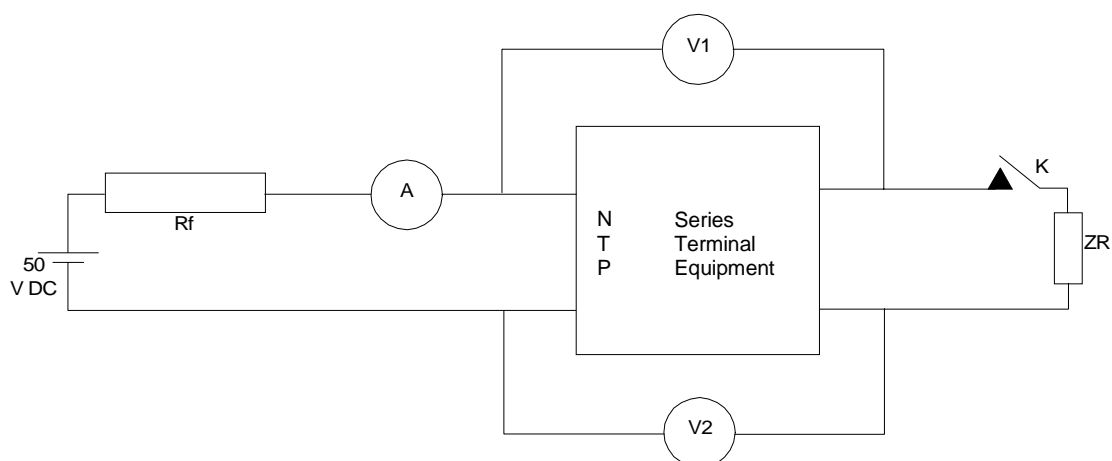 V1
A
K
Rf
N Series
T Terminal
P Equipment
ZR
50
V DC
V2